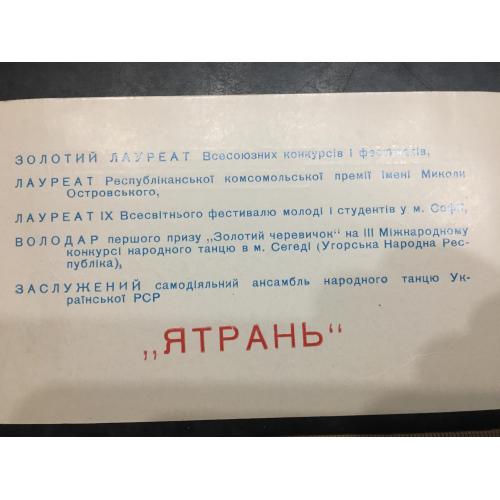 ЗОЛОТИЙ ЛАУРЕАТ Всесоюзних конкурсів і фестивалів,
ЛАУРЕАТ Республіканської комсомольської премії імені Миколи
Островського,
ЛАУРЕАТ IX Всесвітнього фестивалю молоді і студентів у м. Софії,
ВОЛОДАР першого призу „Золотий черевичок“ на III Міжнародному
конкурсі народного танцю в м. Сегеді (Угорська Народна Рес-
публіка),
ЗАСЛУЖЕНИЙ самодіяльний ансамбль народного танцю Ук-
раїнської РСР
„ЯТРАНЬ“